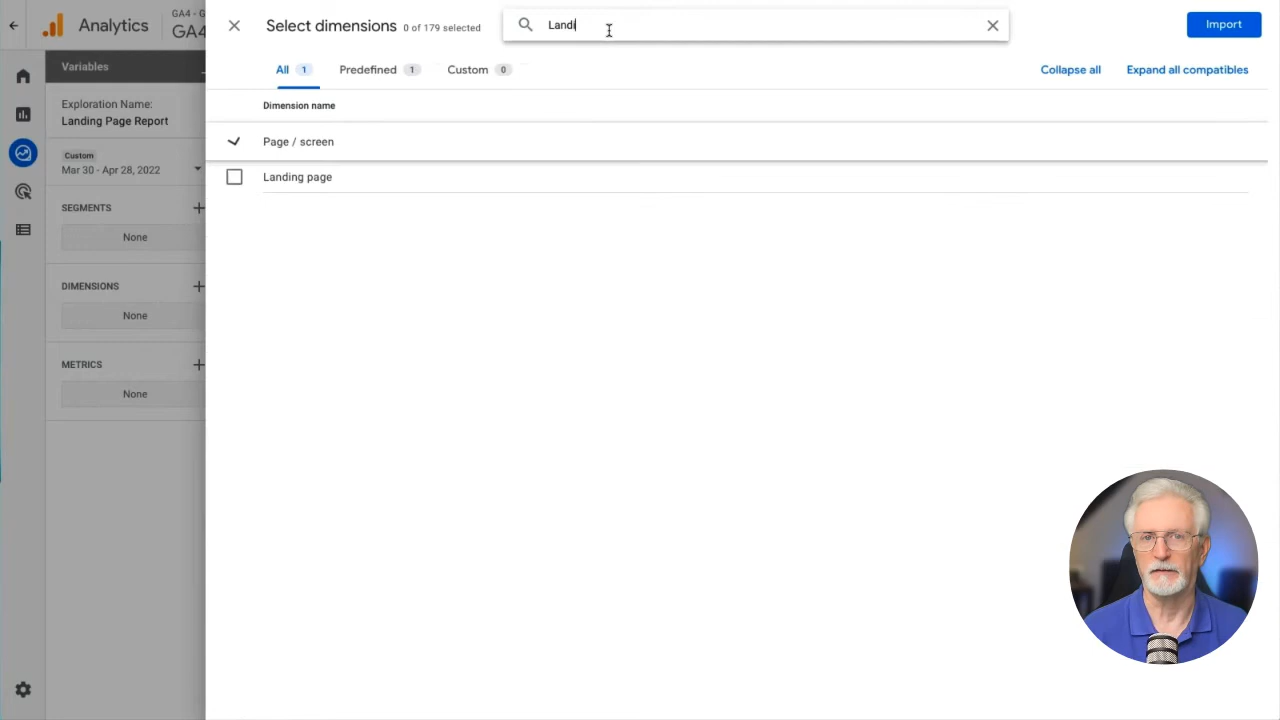 Analytics
GA4 - G
GA4
Select dimensions
0 of 179 selected
Landi
Import
All 1
Predefined 1
Custom 0
Collapse all
Expand all compatibles
Variables
Exploration Name:
Landing Page Report
Custom
Mar 30 - Apr 28, 2022
SEGMENTS
None
DIMENSIONS
None
METRICS
None
Dimension name
Page / screen
Landing page